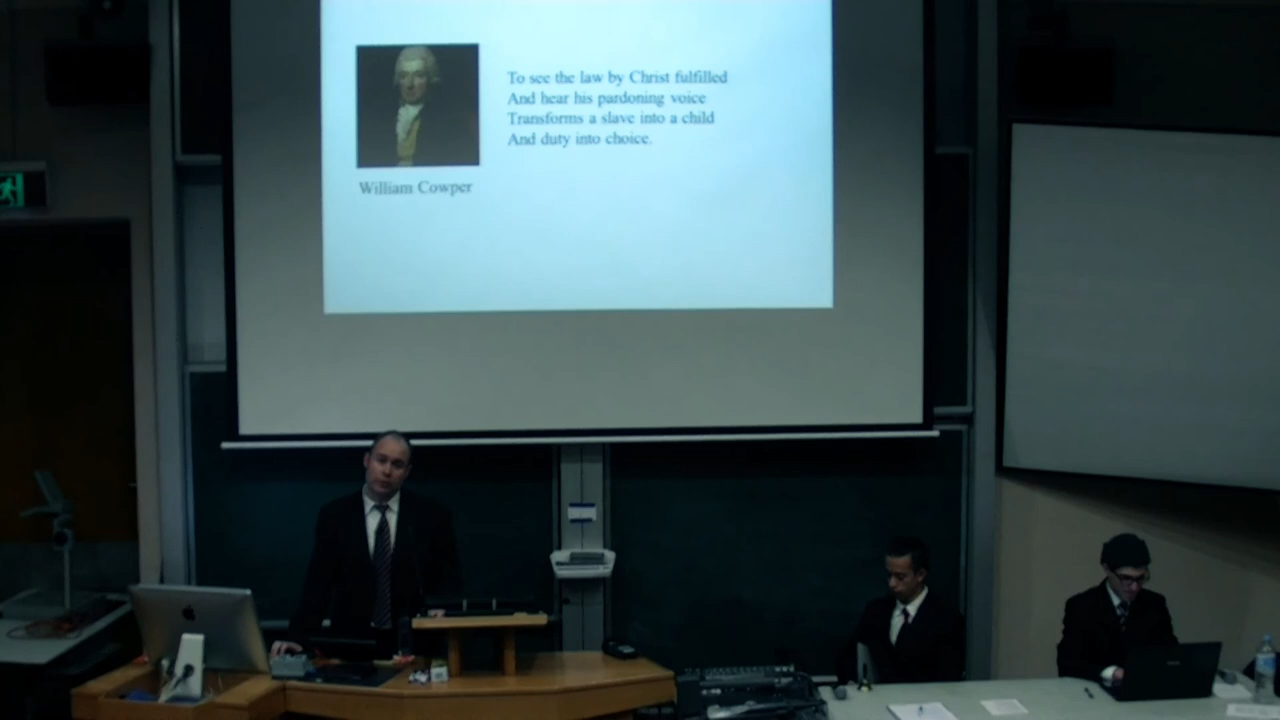 To see the law by Christ fulfilled
And hear his pardoning voice
Transforms a slave into a child
And duty into choice.
William Cowper